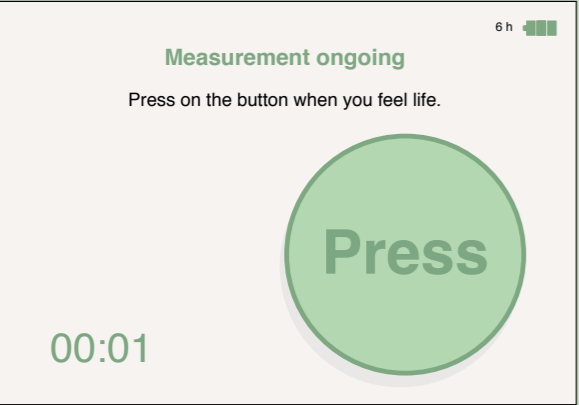 6 h
Measurement ongoing
Press on the button when you feel life.
Press
00:01